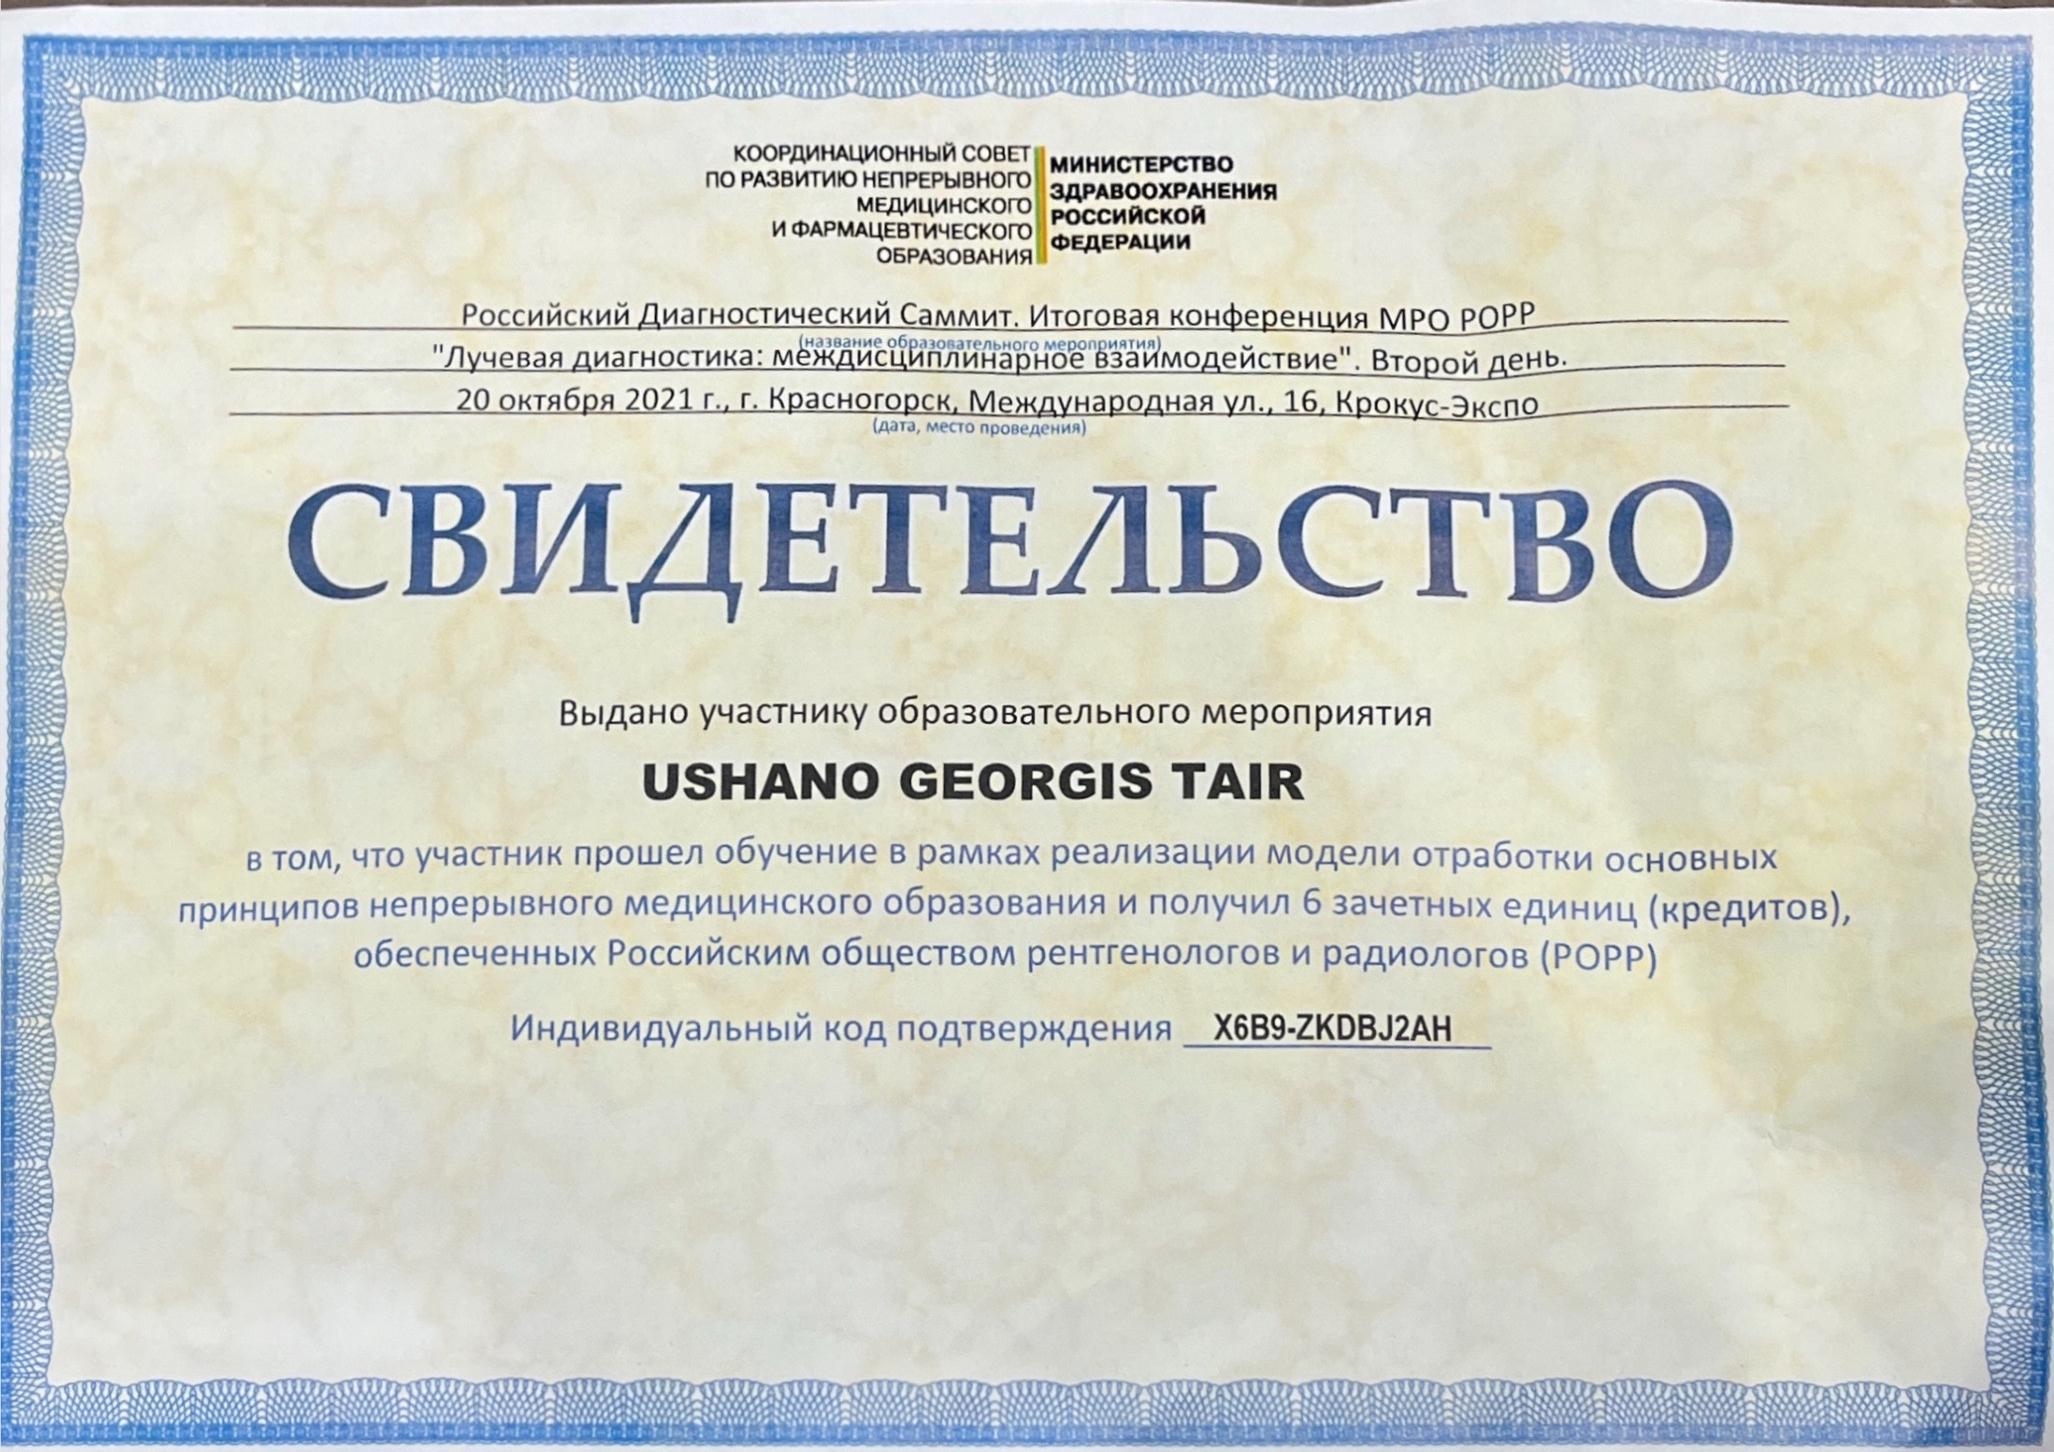 КООРДИНАЦИОННЫЙ СОВЕТ
ПО РАЗВИТИЮ НЕПРЕРЫВНОГО
МЕДИЦИНСКОГО
И ФАРМАЦЕВТИЧЕСКОГО
ОБРАЗОВАНИЯ
МИНИСТЕРСТВО
ЗДРАВООХРАНЕНИЯ
РОССИЙСКОЙ
ФЕДЕРАЦИИ
Российский Диагностический Саммит. Итоговая конференция МРО РОРР
(название образовательного мероприятия)
"Лучевая диагностика: междисциплинарное взаимодействие". Второй день.
20 октября 2021 г., г. Красногорск, Международная ул., 16, Крокус-Экспо
(дата, место проведения)
СВИДЕТЕЛЬСТВО
Выдано участнику образовательного мероприятия
USHANO GEORGIS TAIR
в том, что участник прошел обучение в рамках реализации модели отработки основных
принципов непрерывного медицинского образования и получил 6 зачетных единиц (кредитов),
обеспеченных Российским обществом рентгенологов и радиологов (РОРР)
Индивидуальный код подтверждения X6B9-ZKDBJ2AH